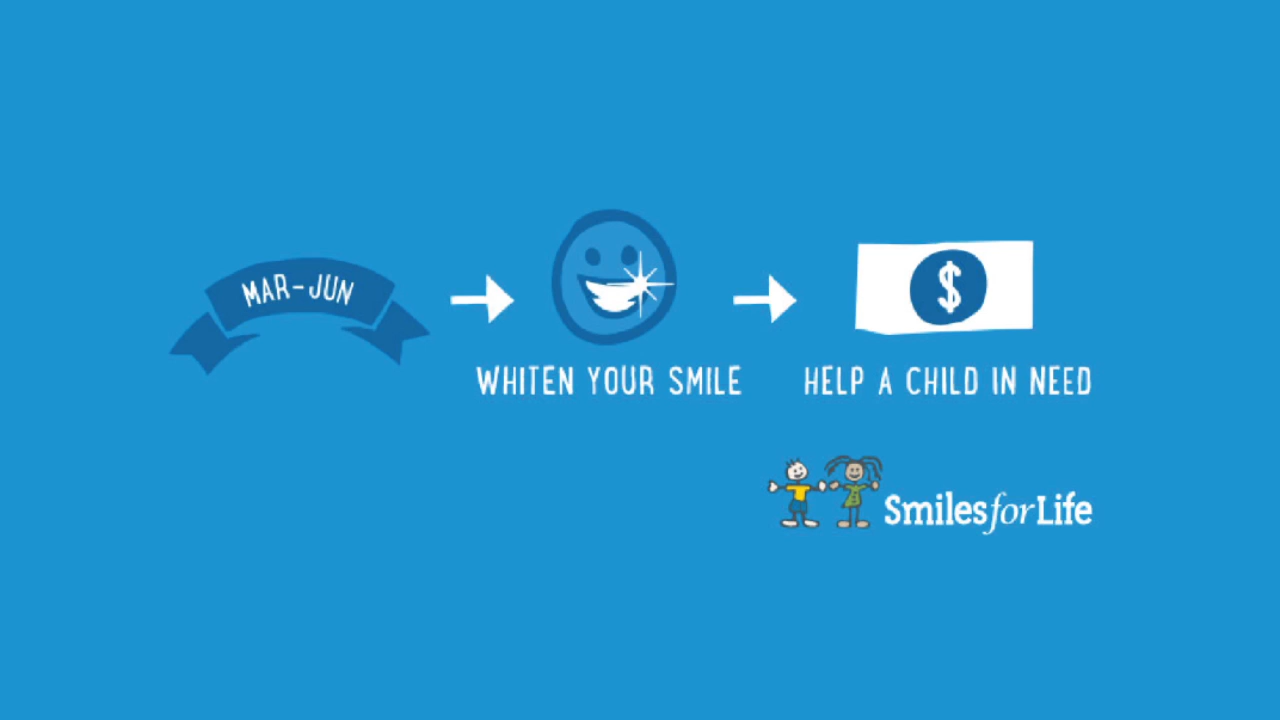 MAR-JUN
$
WHITEN YOUR SMILE
HELP A CHILD IN NEED
SmilesforLife